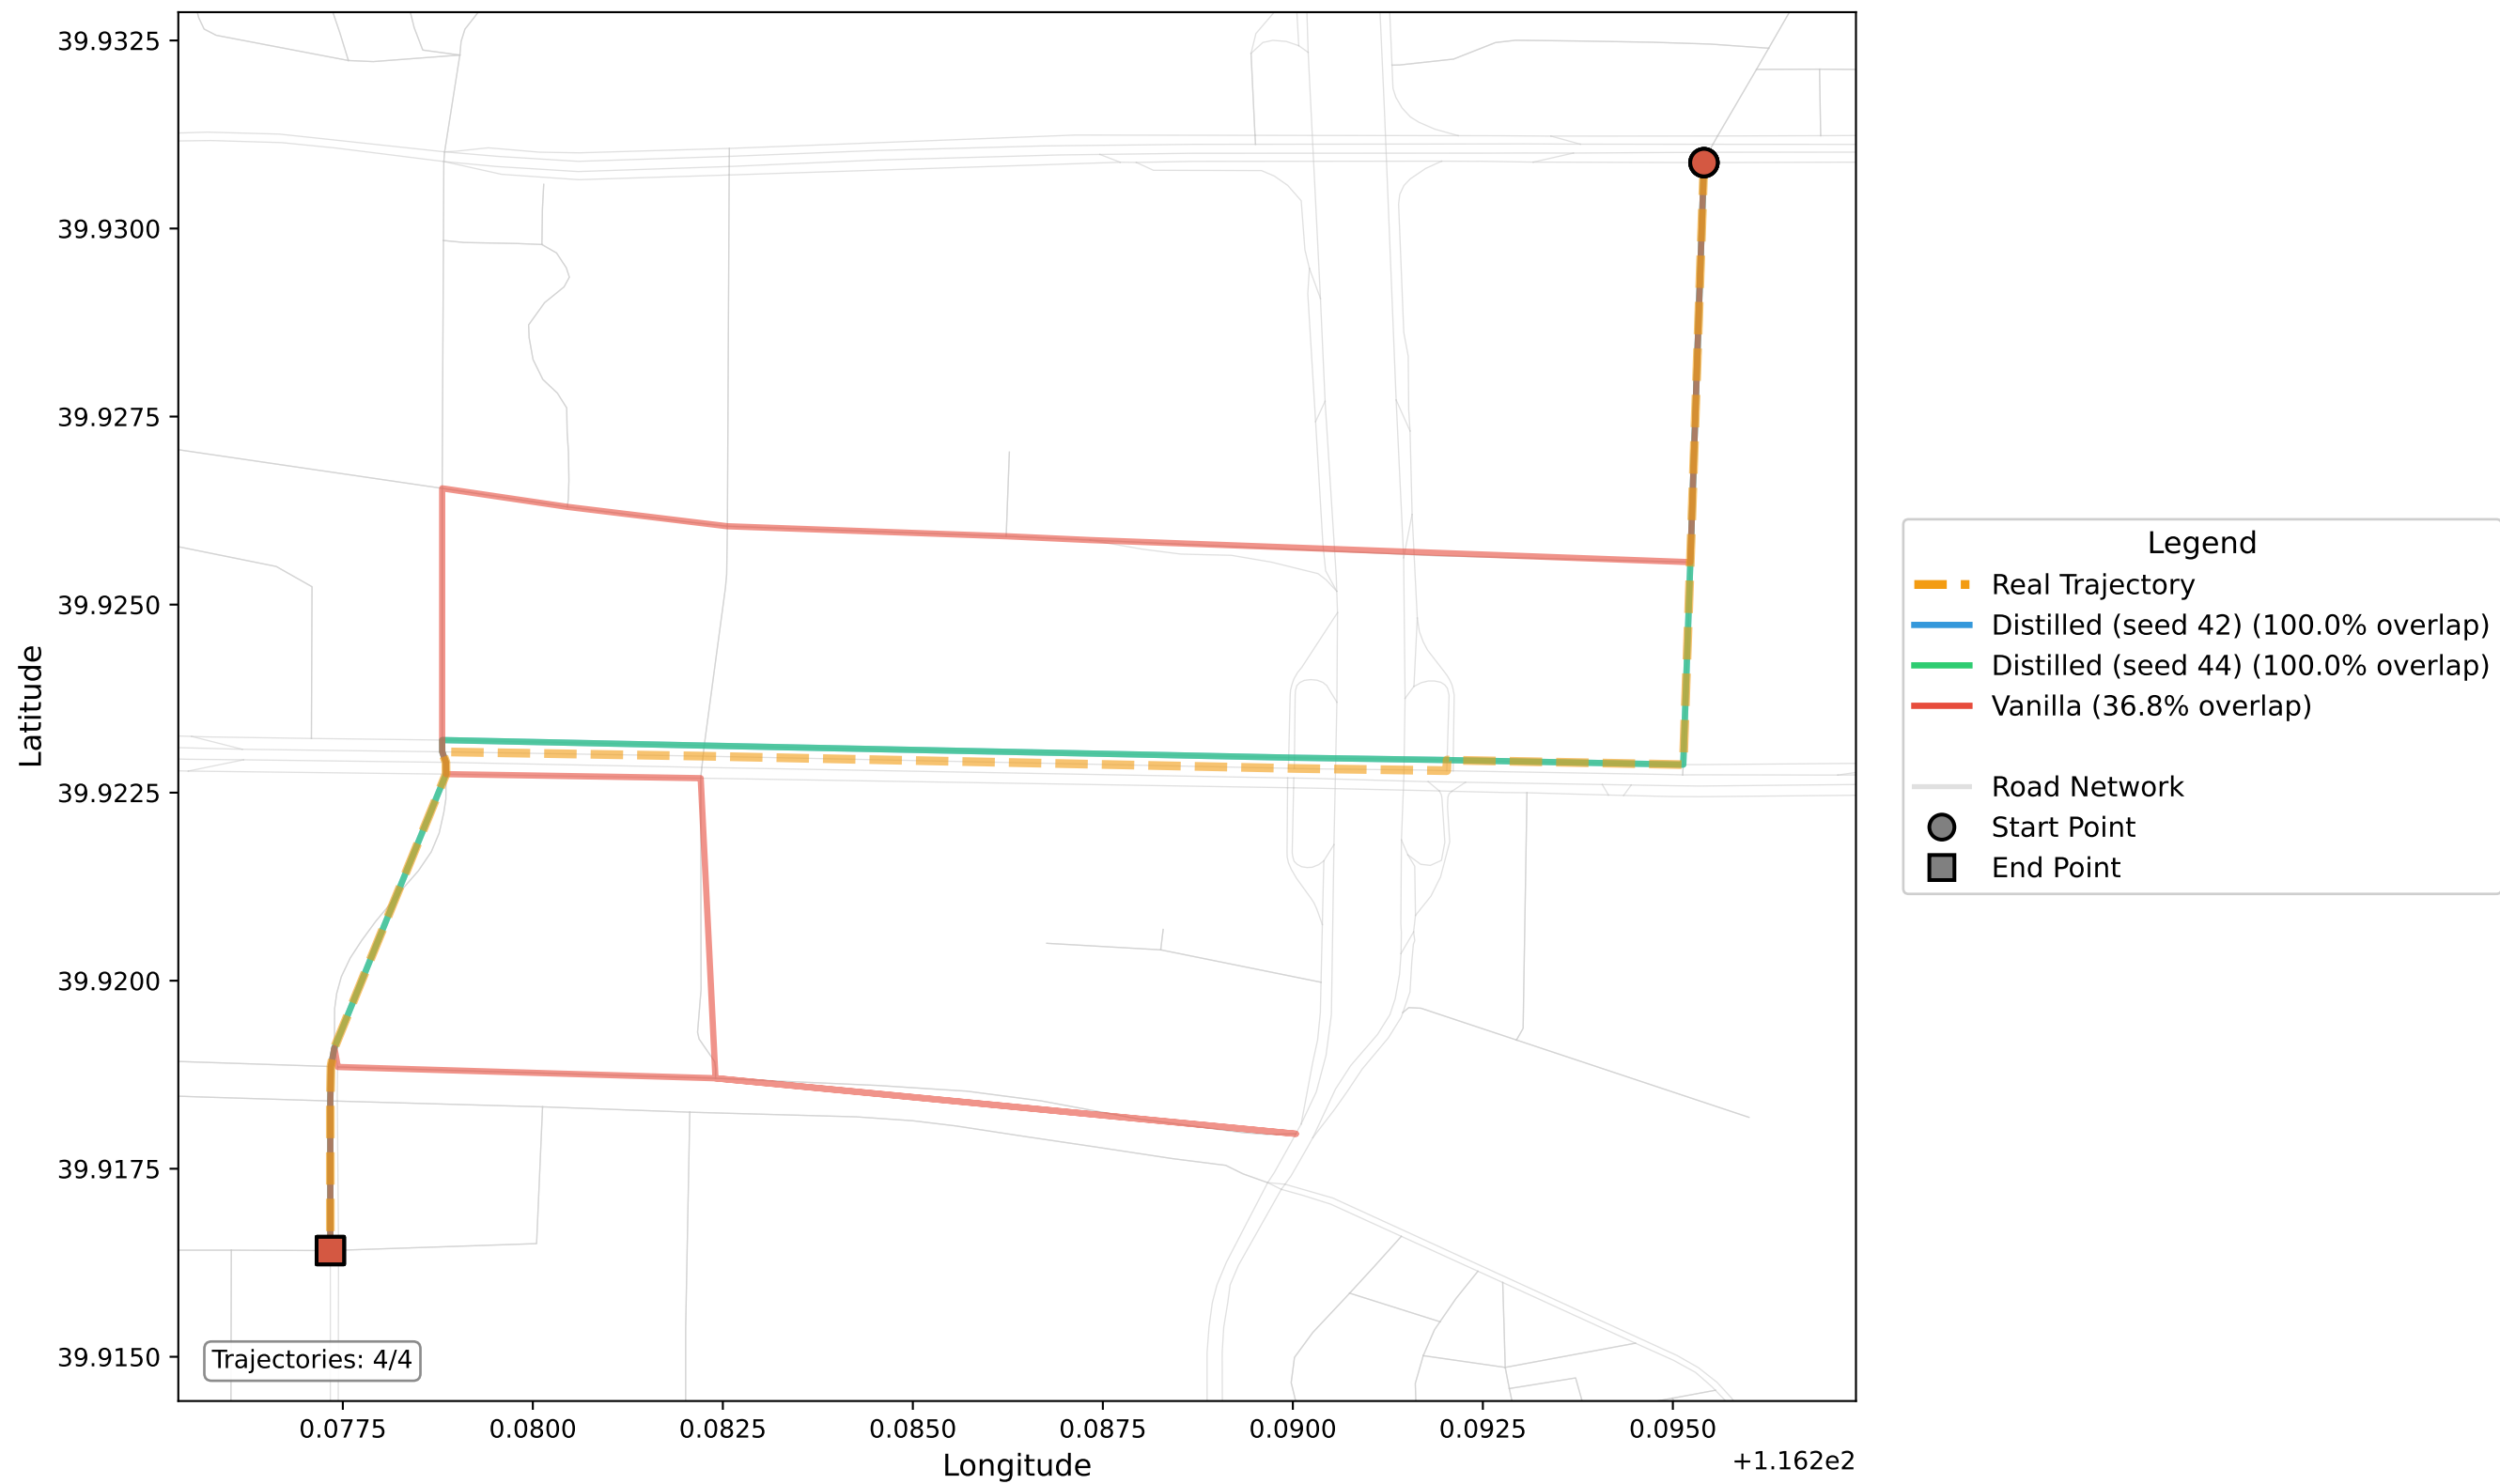 39.9325
39.9300
39.9275
39.9250
39.9225
39.9200
39.9175
39.9150
Latitude
Trajectories: 4/4
0.0775
0.0800
0.0825
0.0850
0.0875
0.0900
0.0925
0.0950
Longitude
+1.162e2
Legend
Real Trajectory
Distilled (seed 42) (100.0% overlap)
Distilled (seed 44) (100.0% overlap)
Vanilla (36.8% overlap)
Road Network
Start Point
End Point